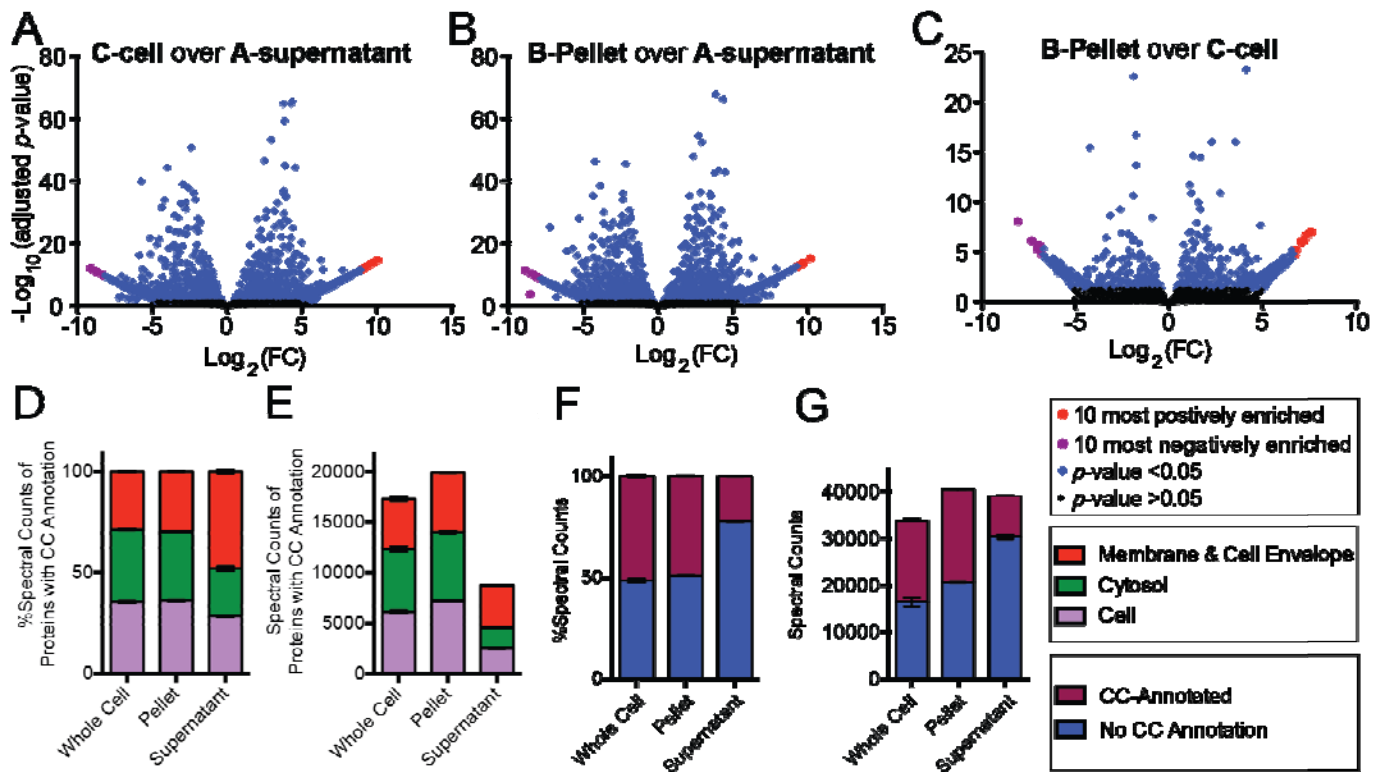 A
C-cell over A-supernatant
80
60
40
20
0
-Log10(adjusted p-value)
-10 -5 0 5 10 15
Log2(FC)
B
B-Pellet over A-supernatant
80
60
40
20
0
-10 -5 0 5 10 15
Log2(FC)
C
B-Pellet over C-cell
25
20
15
10
5
0
-10 -5 0 5 10
Log2(FC)
D
%Spectral Counts of
Proteins with CC Annotation
100
50
0
Whole Cell
Pellet
Supernatant
E
Spectral Counts of
Proteins with CC Annotation
20000
15000
10000
5000
0
Whole Cell
Pellet
Supernatant
F
%Spectral Counts
100
50
0
Whole Cell
Pellet
Supernatant
G
Spectral Counts
40000
30000
20000
10000
0
Whole Cell
Pellet
Supernatant
10 most postively enriched
10 most negatively enriched
p-value <0.05
p-value >0.05
Membrane & Cell Envelope
Cytosol
Cell
CC-Annotated
No CC Annotation